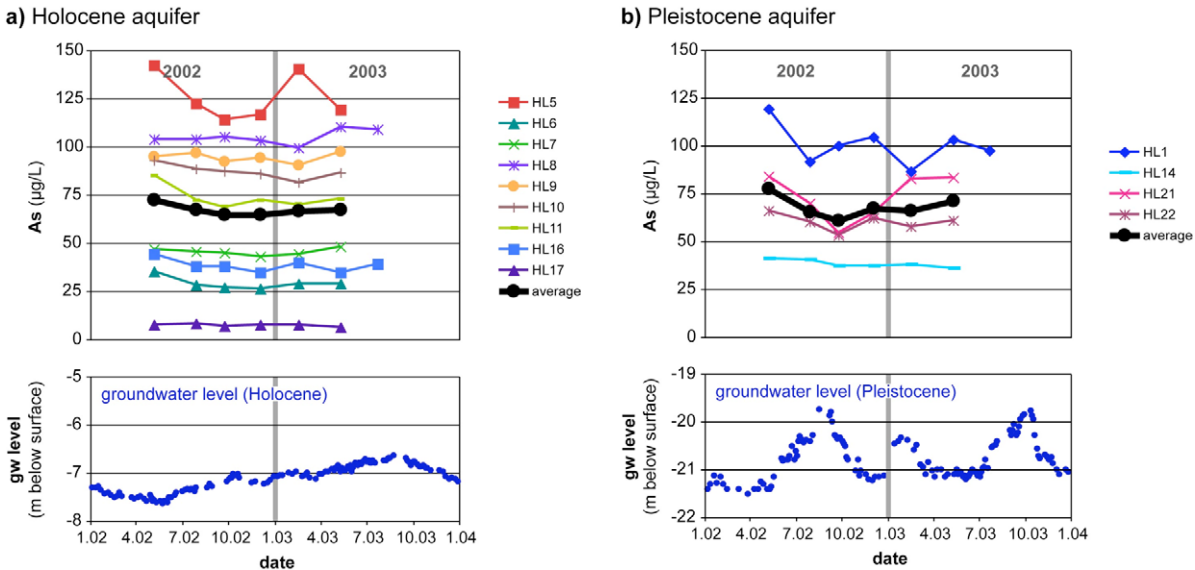 a) Holocene aquifer
150
125
100
75
50
25
0
As (µg/L)
2002
2003
HL5
HL6
HL7
HL8
HL9
HL10
HL11
HL16
HL17
average
-5
-6
-7
-8
gw level
(m below surface)
groundwater level (Holocene)
1.02 4.02 7.02 10.02 1.03 4.03 7.03 10.03 1.04
date
b) Pleistocene aquifer
150
125
100
75
50
25
0
As (µg/L)
2002
2003
HL1
HL14
HL21
HL22
average
-19
-20
-21
-22
gw level
(m below surface)
groundwater level (Pleistocene)
1.02 4.02 7.02 10.02 1.03 4.03 7.03 10.03 1.04
date